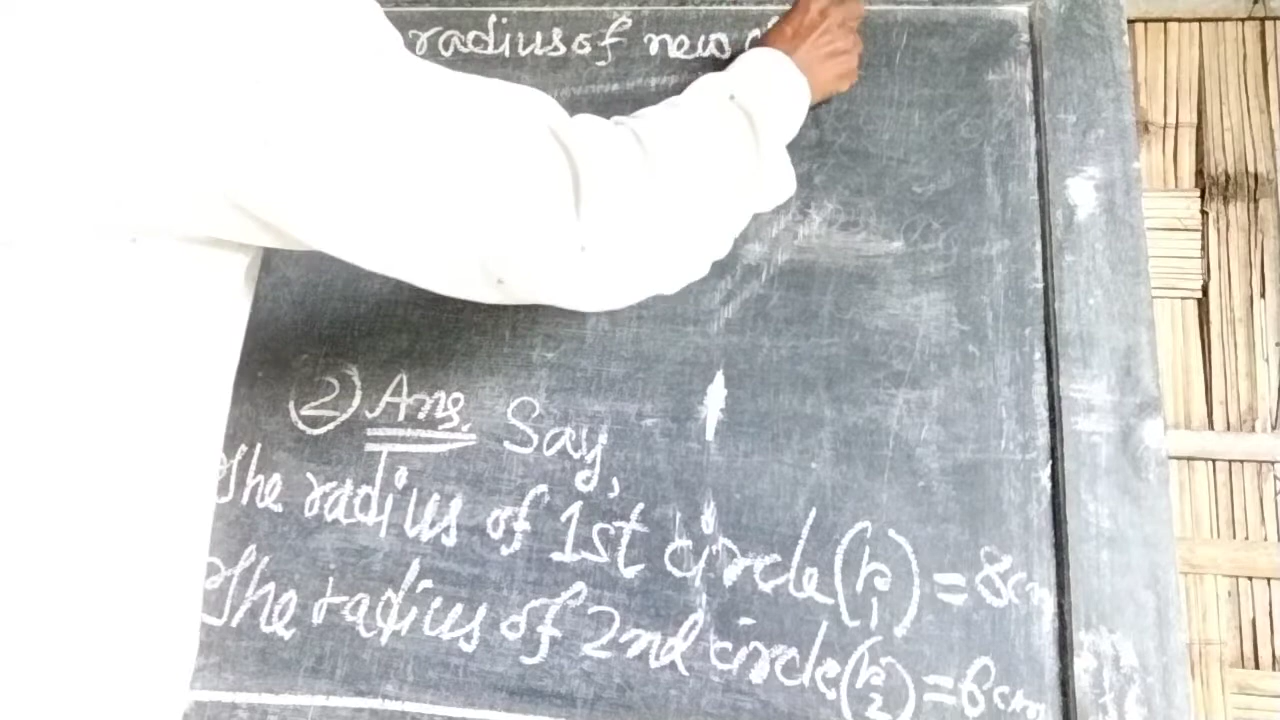 radius of new
② Ans. Say,
The radius of 1st circle (r₁) = 8cm
The radius of 2nd circle (r₂) = 6cm